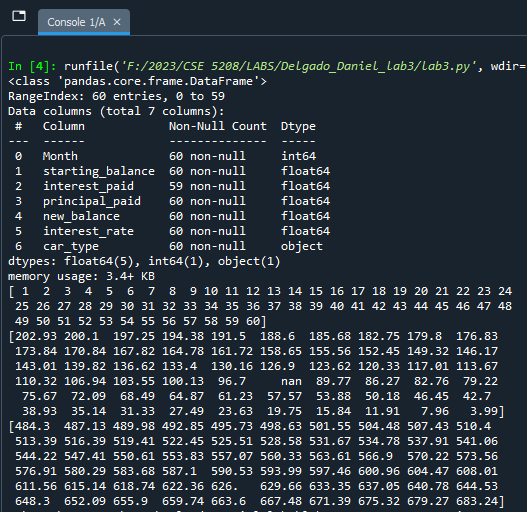 Console 1/A ×
In [4]: runfile('F:/2023/CSE 5208/LABS/Delgado_Daniel_lab3/lab3.py', wdir=
<class 'pandas.core.frame.DataFrame'>
RangeIndex: 60 entries, 0 to 59
Data columns (total 7 columns):
 #   Column            Non-Null Count  Dtype
---  ------            --------------  -----
 0   Month             60 non-null     int64
 1   starting_balance  60 non-null     float64
 2   interest_paid     59 non-null     float64
 3   principal_paid    60 non-null     float64
 4   new_balance       60 non-null     float64
 5   interest_rate     60 non-null     float64
 6   car_type          60 non-null     object
dtypes: float64(5), int64(1), object(1)
memory usage: 3.4+ KB
[ 1  2  3  4  5  6  7  8  9 10 11 12 13 14 15 16 17 18 19 20 21 22 23 24
 25 26 27 28 29 30 31 32 33 34 35 36 37 38 39 40 41 42 43 44 45 46 47 48
 49 50 51 52 53 54 55 56 57 58 59 60]
[202.93 200.1  197.25 194.38 191.5  188.6  185.68 182.75 179.8  176.83
 173.84 170.84 167.82 164.78 161.72 158.65 155.56 152.45 149.32 146.17
 143.01 139.82 136.62 133.4  130.16 126.9  123.62 120.33 117.01 113.67
 110.32 106.94 103.55 100.13  96.7     nan  89.77  86.27  82.76  79.22
  75.67  72.09  68.49  64.87  61.23  57.57  53.88  50.18  46.45  42.7
  38.93  35.14  31.33  27.49  23.63  19.75  15.84  11.91   7.96   3.99]
[484.3  487.13 489.98 492.85 495.73 498.63 501.55 504.48 507.43 510.4
 513.39 516.39 519.41 522.45 525.51 528.58 531.67 534.78 537.91 541.06
 544.22 547.41 550.61 553.83 557.07 560.33 563.61 566.9  570.22 573.56
 576.91 580.29 583.68 587.1  590.53 593.99 597.46 600.96 604.47 608.01
 611.56 615.14 618.74 622.36 626.   629.66 633.35 637.05 640.78 644.53
 648.3  652.09 655.9  659.74 663.6  667.48 671.39 675.32 679.27 683.24]